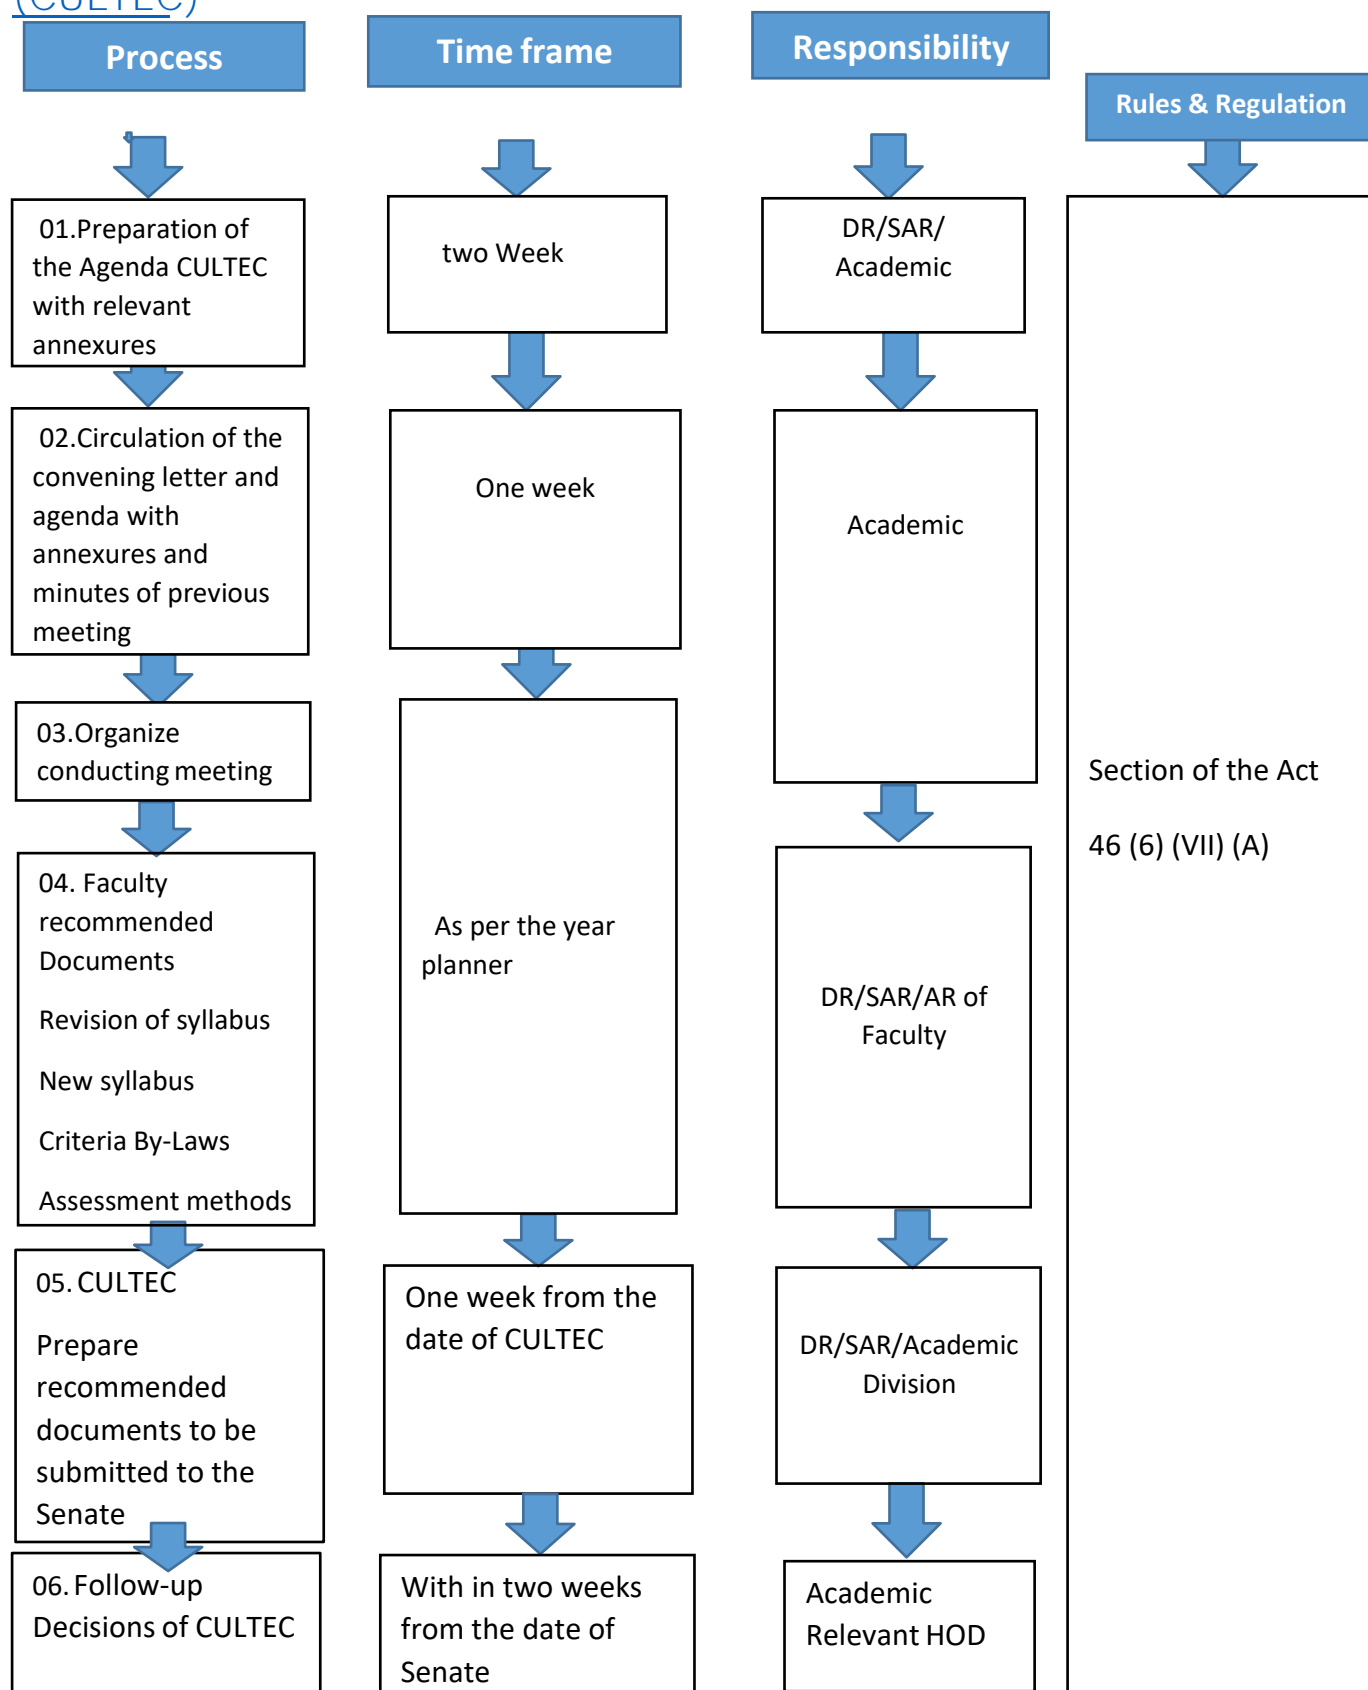 (CULTEC)
Process
Time frame
Responsibility
Rules & Regulation
01.Preparation of
the Agenda CULTEC
with relevant
annexures
two Week
DR/SAR/
Academic
02.Circulation of the
convening letter and
agenda with
annexures and
minutes of previous
meeting
One week
Academic
03.Organize
conducting meeting
Section of the Act
46 (6) (VII) (A)
04. Faculty
recommended
Documents
Revision of syllabus
New syllabus
Criteria By-Laws
Assessment methods
As per the year
planner
DR/SAR/AR of
Faculty
05. CULTEC
Prepare
recommended
documents to be
submitted to the
Senate
One week from the
date of CULTEC
DR/SAR/Academic
Division
06. Follow-up
Decisions of CULTEC
With in two weeks
from the date of
Senate
Academic
Relevant HOD